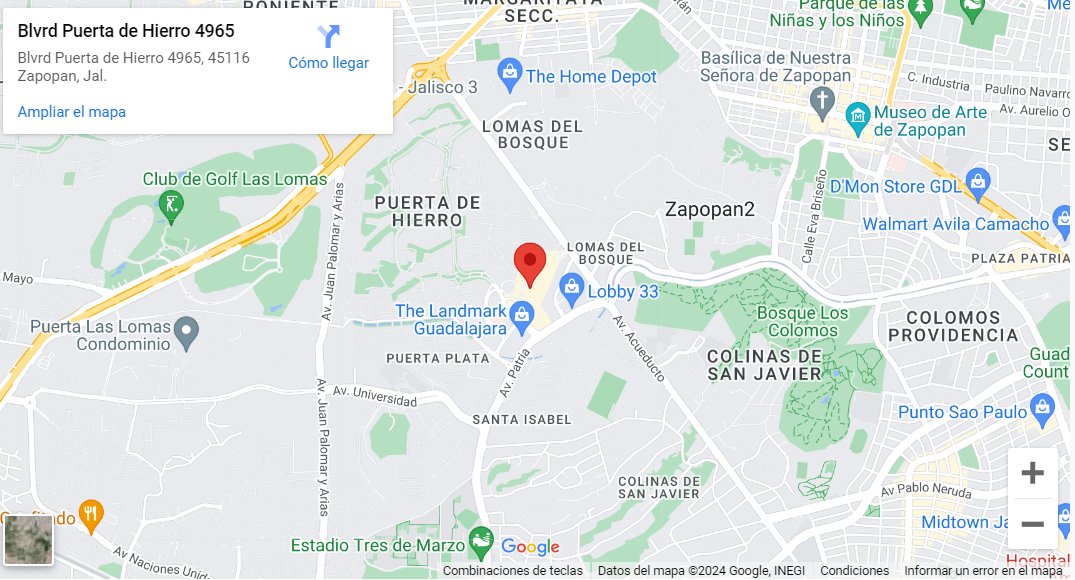 PONIENTE
MARGARITATA
SECC.
Parque de las
Niñas y los Niños
Me
Blvrd Puerta de Hierro 4965
Blvrd Puerta de Hierro 4965, 45116
Zapopan, Jal.
Cómo llegar
Ampliar el mapa
- Jalisco 3
The Home Depot
Basílica de Nuestra
Señora de Zapopan
C. Industria
Paulino Navarro
Av. Aurelio O
Museo de Arte
de Zapopan
SE
LOMAS DEL
BOSQUE
Club de Golf Las Lomas
PUERTA DE
HIERRO
Zapopan2
D'Mon Store GDL
Calle Eva Briseño
Walmart Avila Camacho
Av. Juan Palomar y Arias
LOMAS DEL
BOSQUE
PLAZA PATRIA
Mayo
Lobby 33
The Landmark
Guadalajara
Bosque Los
Colomos
COLOMOS
PROVIDENCIA
Puerta Las Lomas
Condominio
PUERTA PLATA
Av. Patria
Av. Acueducto
COLINAS DE
SAN JAVIER
Guad
Count
Av. Universidad
Av. Juan Palomar y Arias
SANTA ISABEL
Punto Sao Paulo
COLINAS DE
SAN JAVIER
Av Pablo Neruda
Midtown Ja
Av Naciones Unid
Estadio Tres de Marzo
Google
Hospital
Combinaciones de teclas
Datos del mapa ©2024 Google, INEGI
Condiciones
Informar un error en el mapa